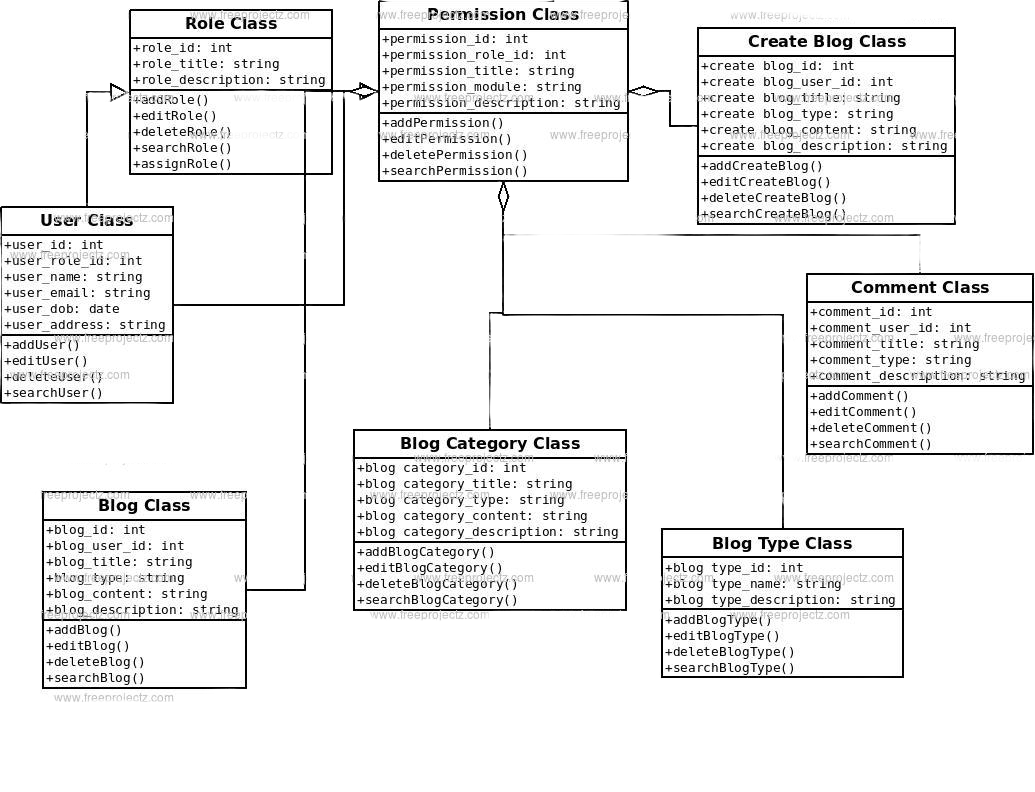 Role Class
+role_id: int
+role_title: string
+role_description: string
+addRole()
+editRole()
+deleteRole()
+searchRole()
+assignRole()
Permission Class
+permission_id: int
+permission_role_id: int
+permission_title: string
+permission_module: string
+permission_description: string
+addPermission()
+editPermission()
+deletePermission()
+searchPermission()
Create Blog Class
+create blog_id: int
+create blog_user_id: int
+create blog_title: string
+create blog_type: string
+create blog_content: string
+create blog_description: string
+addCreateBlog()
+editCreateBlog()
+deleteCreateBlog()
+searchCreateBlog()
User Class
+user_id: int
+user_role_id: int
+user_name: string
+user_email: string
+user_dob: date
+user_address: string
+addUser()
+editUser()
+deleteUser()
+searchUser()
Comment Class
+comment_id: int
+comment_user_id: int
+comment_title: string
+comment_type: string
+comment_description: string
+addComment()
+editComment()
+deleteComment()
+searchComment()
Blog Category Class
+blog category_id: int
+blog category_title: string
+blog category_type: string
+blog category_content: string
+blog category_description: string
+addBlogCategory()
+editBlogCategory()
+deleteBlogCategory()
+searchBlogCategory()
Blog Class
+blog_id: int
+blog_user_id: int
+blog_title: string
+blog_type: string
+blog_content: string
+blog_description: string
+addBlog()
+editBlog()
+deleteBlog()
+searchBlog()
Blog Type Class
+blog type_id: int
+blog type_name: string
+blog type_description: string
+addBlogType()
+editBlogType()
+deleteBlogType()
+searchBlogType()
www.freeprojectz.com